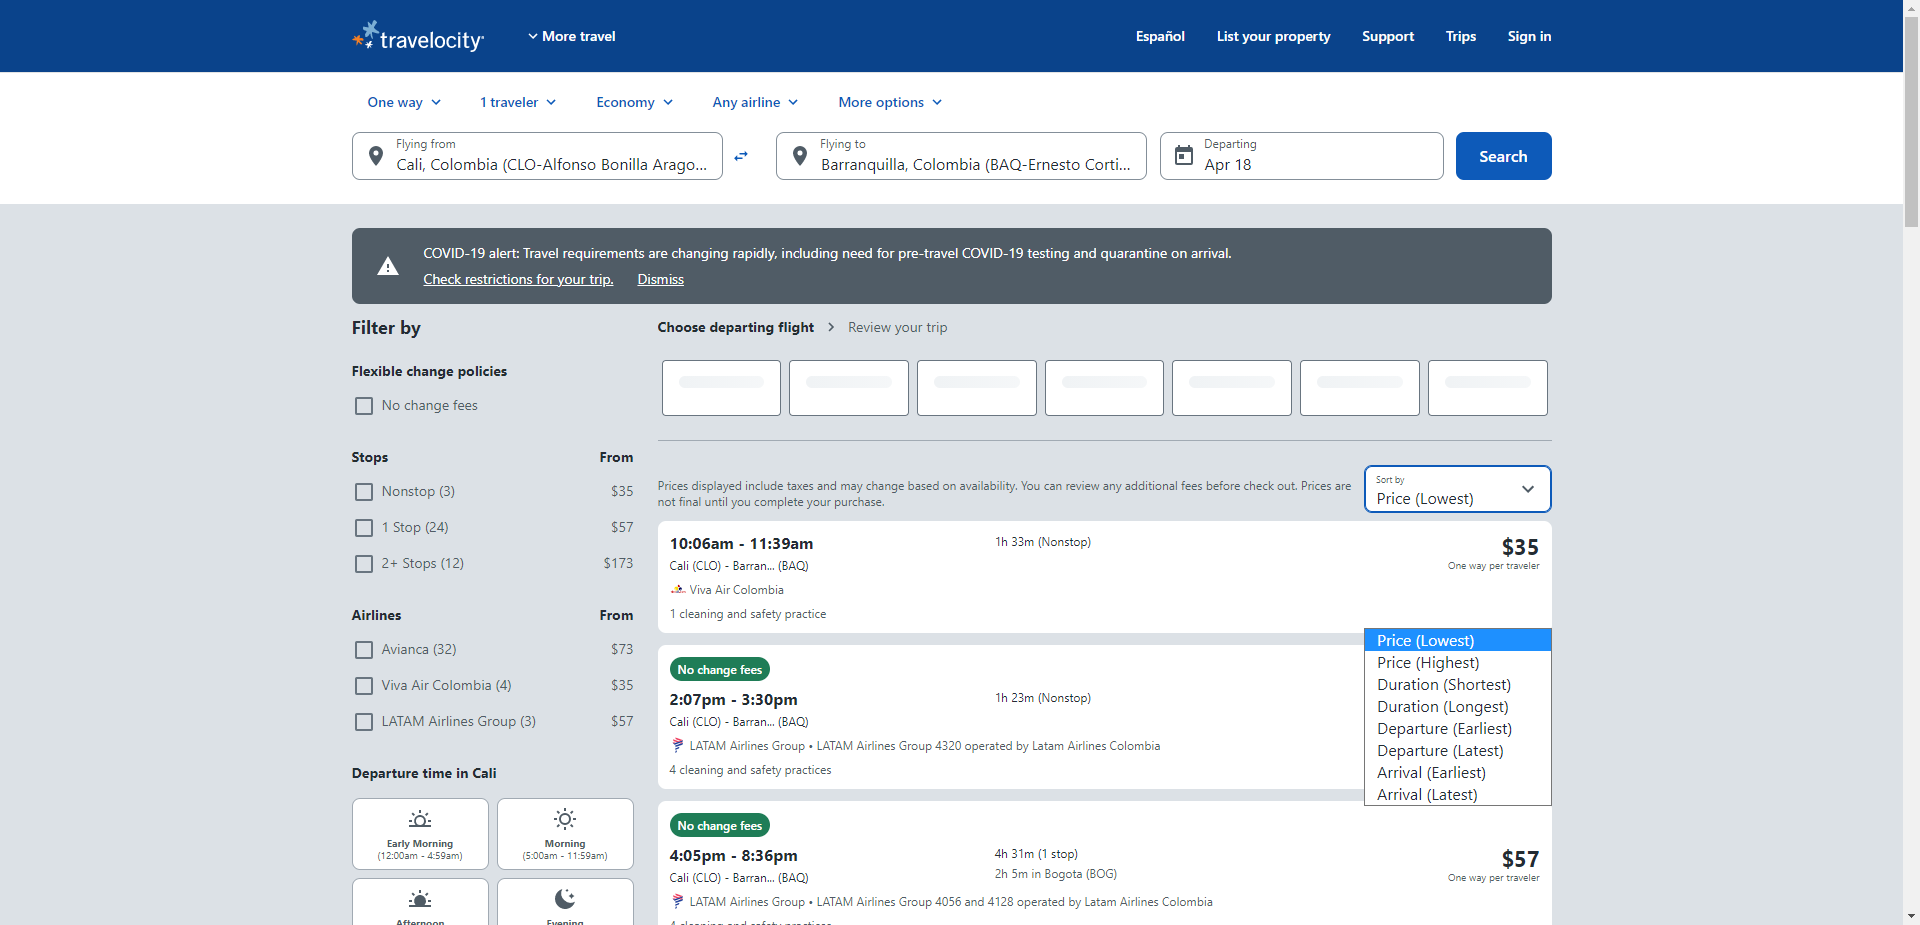 travelocity
More travel
Español
List your property
Support
Trips
Sign in
One way
1 traveler
Economy
Any airline
More options
Flying from
Cali, Colombia (CLO-Alfonso Bonilla Arago...
Flying to
Barranquilla, Colombia (BAQ-Ernesto Corti...
Departing
Apr 18
Search
COVID-19 alert: Travel requirements are changing rapidly, including need for pre-travel COVID-19 testing and quarantine on arrival.
Check restrictions for your trip.
Dismiss
Filter by
Flexible change policies
No change fees
Stops From
Nonstop (3) $35
1 Stop (24) $57
2+ Stops (12) $173
Airlines From
Avianca (32) $73
Viva Air Colombia (4) $35
LATAM Airlines Group (3) $57
Departure time in Cali
Early Morning
(12:00am - 4:59am)
Morning
(5:00am - 11:59am)
Afternoon
Evening
Choose departing flight
Review your trip
Prices displayed include taxes and may change based on availability. You can review any additional fees before check out. Prices are
not final until you complete your purchase.
Sort by
Price (Lowest)
10:06am - 11:39am
Cali (CLO) - Barran... (BAQ)
Viva Air Colombia
1 cleaning and safety practice
1h 33m (Nonstop)
$35
One way per traveler
Price (Lowest)
Price (Highest)
Duration (Shortest)
Duration (Longest)
Departure (Earliest)
Departure (Latest)
Arrival (Earliest)
Arrival (Latest)
No change fees
2:07pm - 3:30pm
Cali (CLO) - Barran... (BAQ)
LATAM Airlines Group • LATAM Airlines Group 4320 operated by Latam Airlines Colombia
4 cleaning and safety practices
1h 23m (Nonstop)
No change fees
4:05pm - 8:36pm
Cali (CLO) - Barran... (BAQ)
LATAM Airlines Group • LATAM Airlines Group 4056 and 4128 operated by Latam Airlines Colombia
4 cleaning and safety practices
4h 31m (1 stop)
2h 5m in Bogota (BOG)
$57
One way per traveler